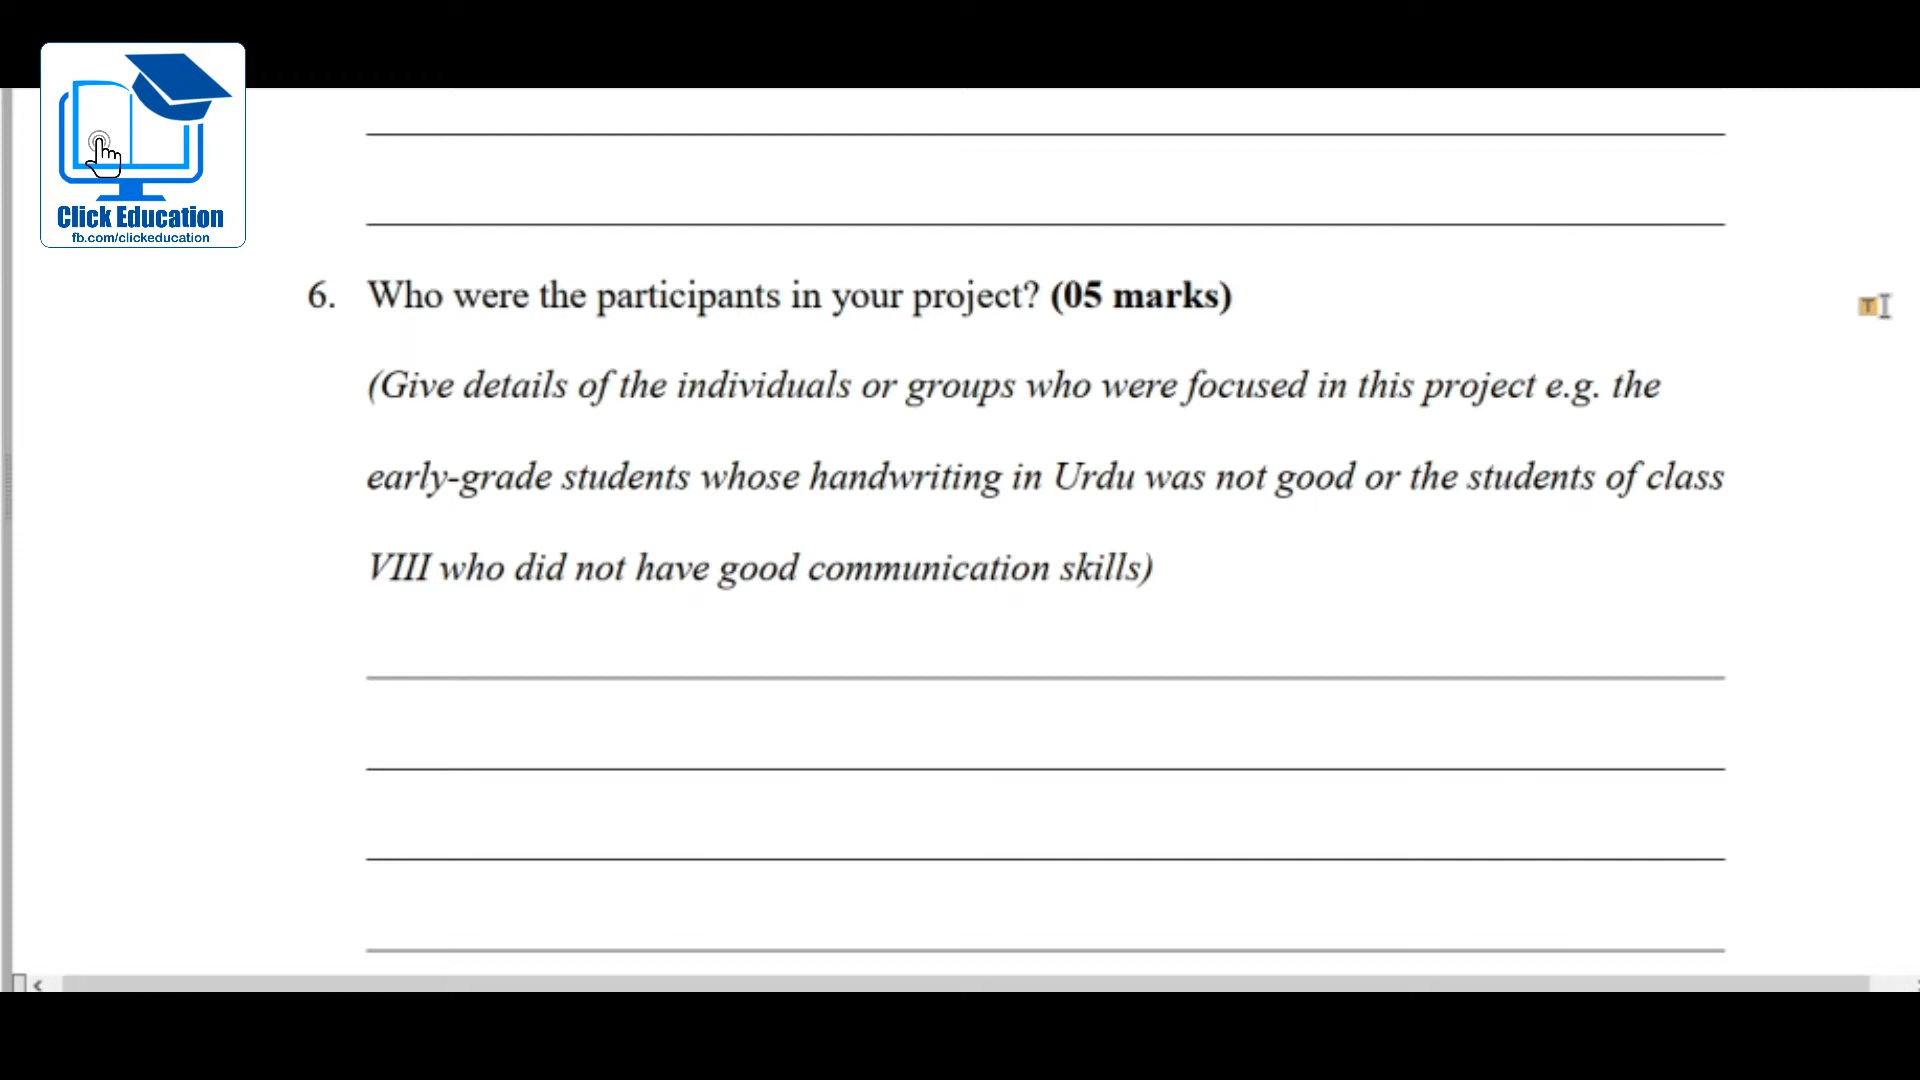 Click Education
fb.com/clickeducation
6. Who were the participants in your project? (05 marks)
(Give details of the individuals or groups who were focused in this project e.g. the
early-grade students whose handwriting in Urdu was not good or the students of class
VIII who did not have good communication skills)